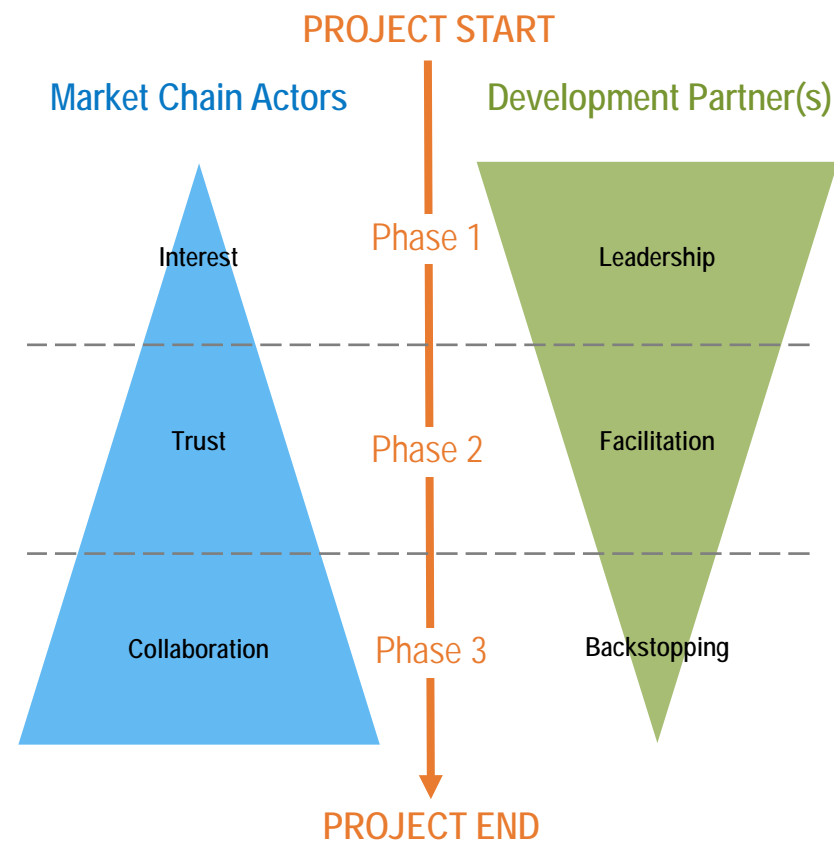 PROJECT START
Market Chain Actors
Development Partner(s)
Phase 1
Interest
Leadership
Trust
Phase 2
Facilitation
Collaboration
Phase 3
Backstopping
PROJECT END